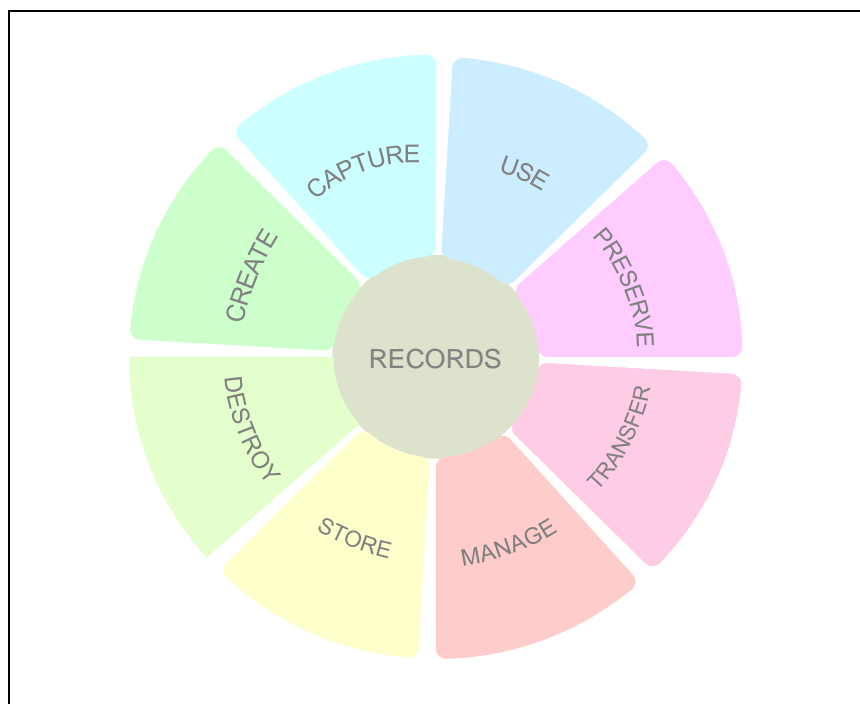 CAPTURE
USE
CREATE
PRESERVE
RECORDS
DESTROY
TRANSFER
STORE
MANAGE